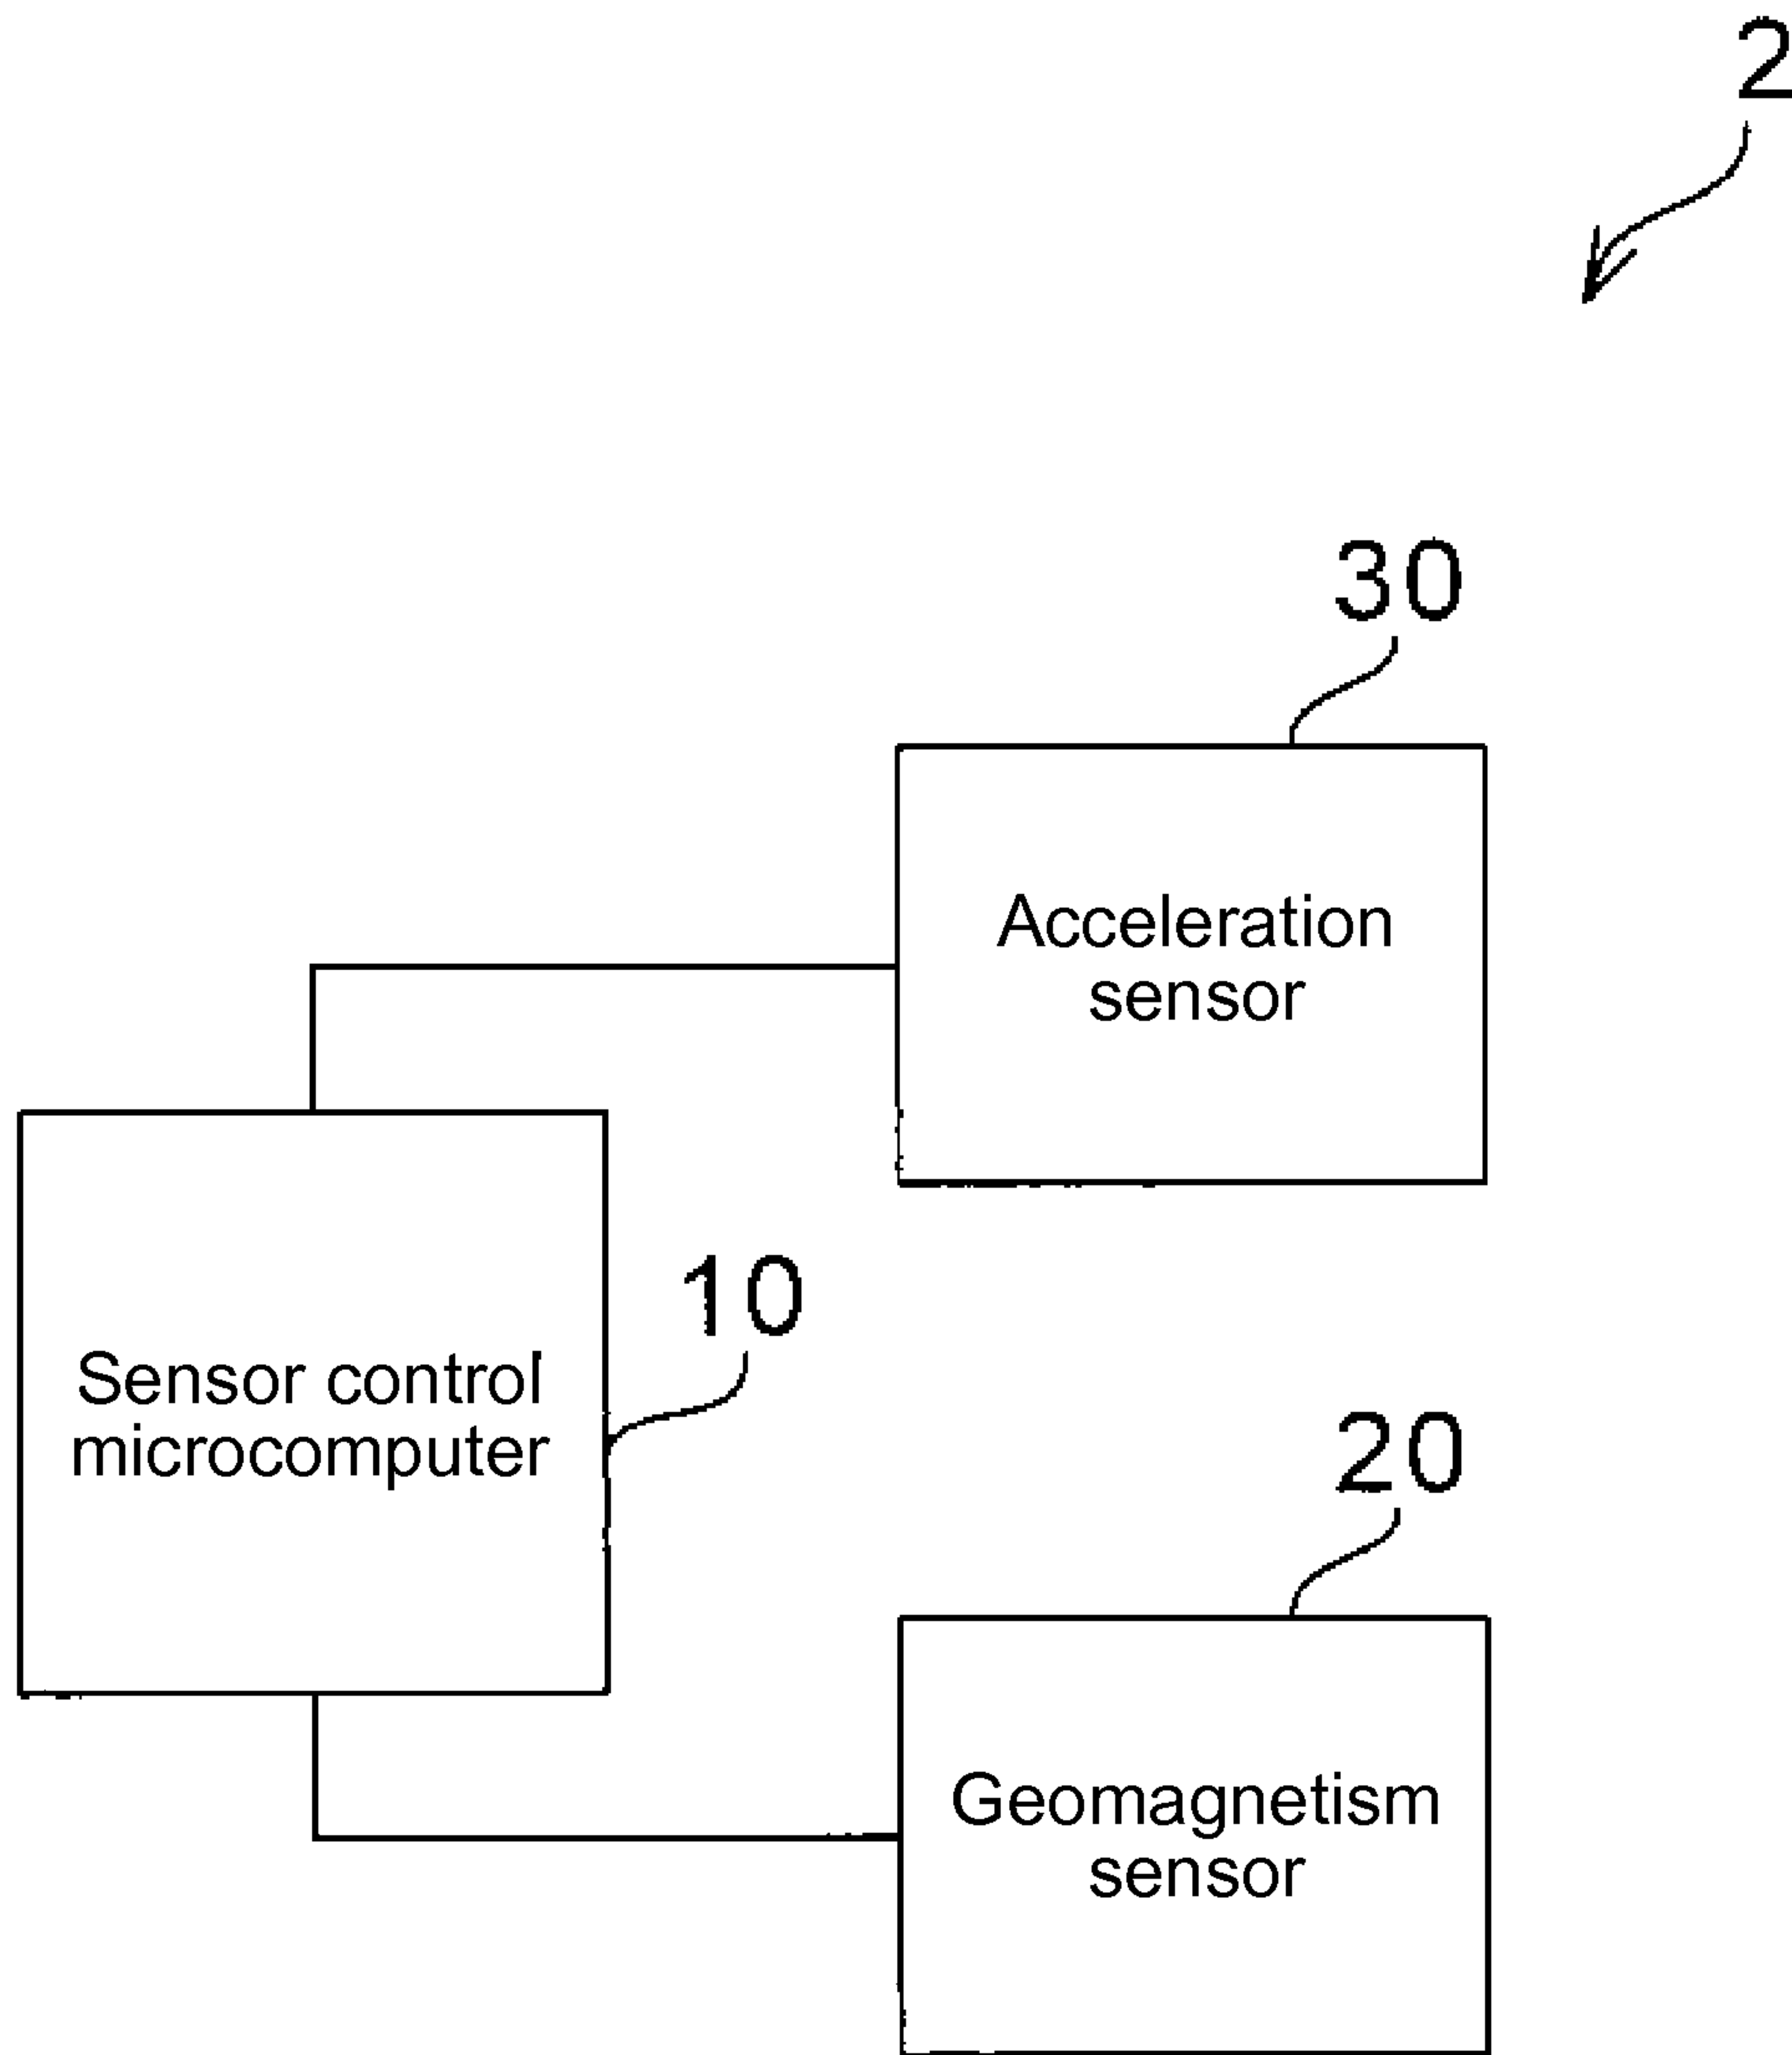 2
30
Acceleration
sensor
10
Sensor control
microcomputer
20
Geomagnetism
sensor